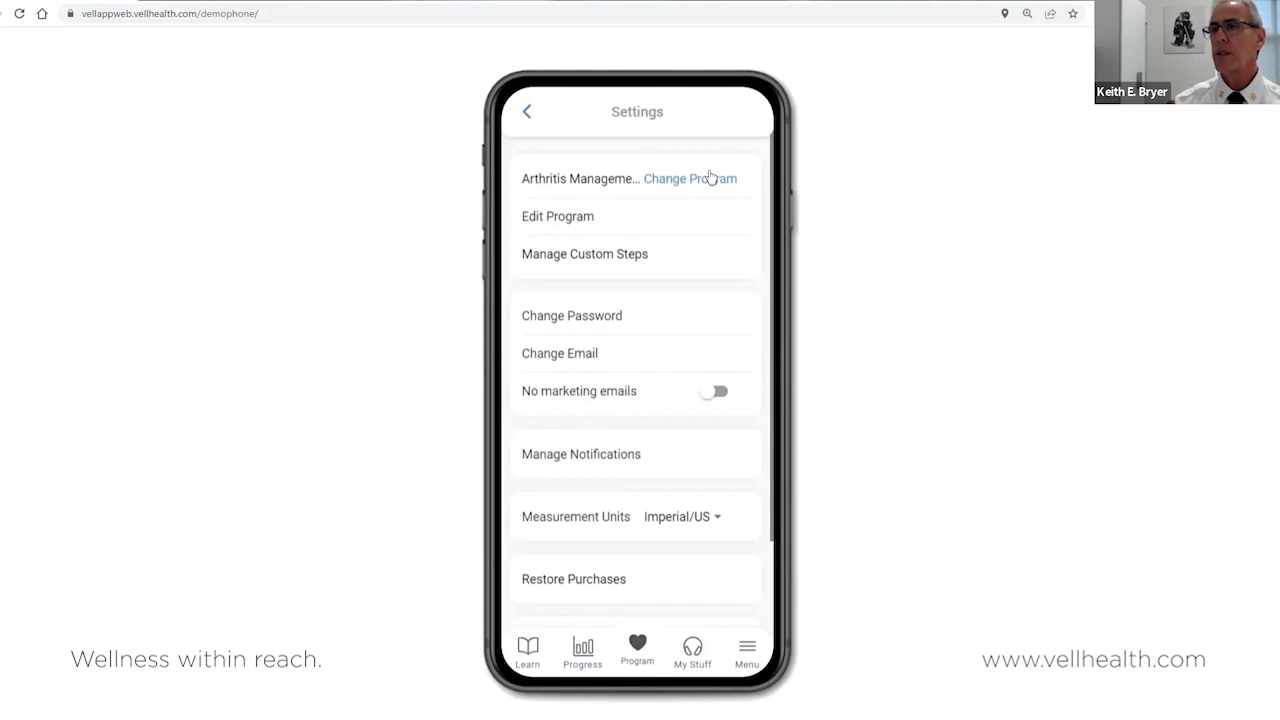 vellappweb.vellhealth.com/demophone/
Keith E. Bryer
Settings
Arthritis Manageme... Change Program
Edit Program
Manage Custom Steps
Change Password
Change Email
No marketing emails
Manage Notifications
Measurement Units Imperial/US
Restore Purchases
Learn Progress Program My Stuff Menu
Wellness within reach.
www.vellhealth.com